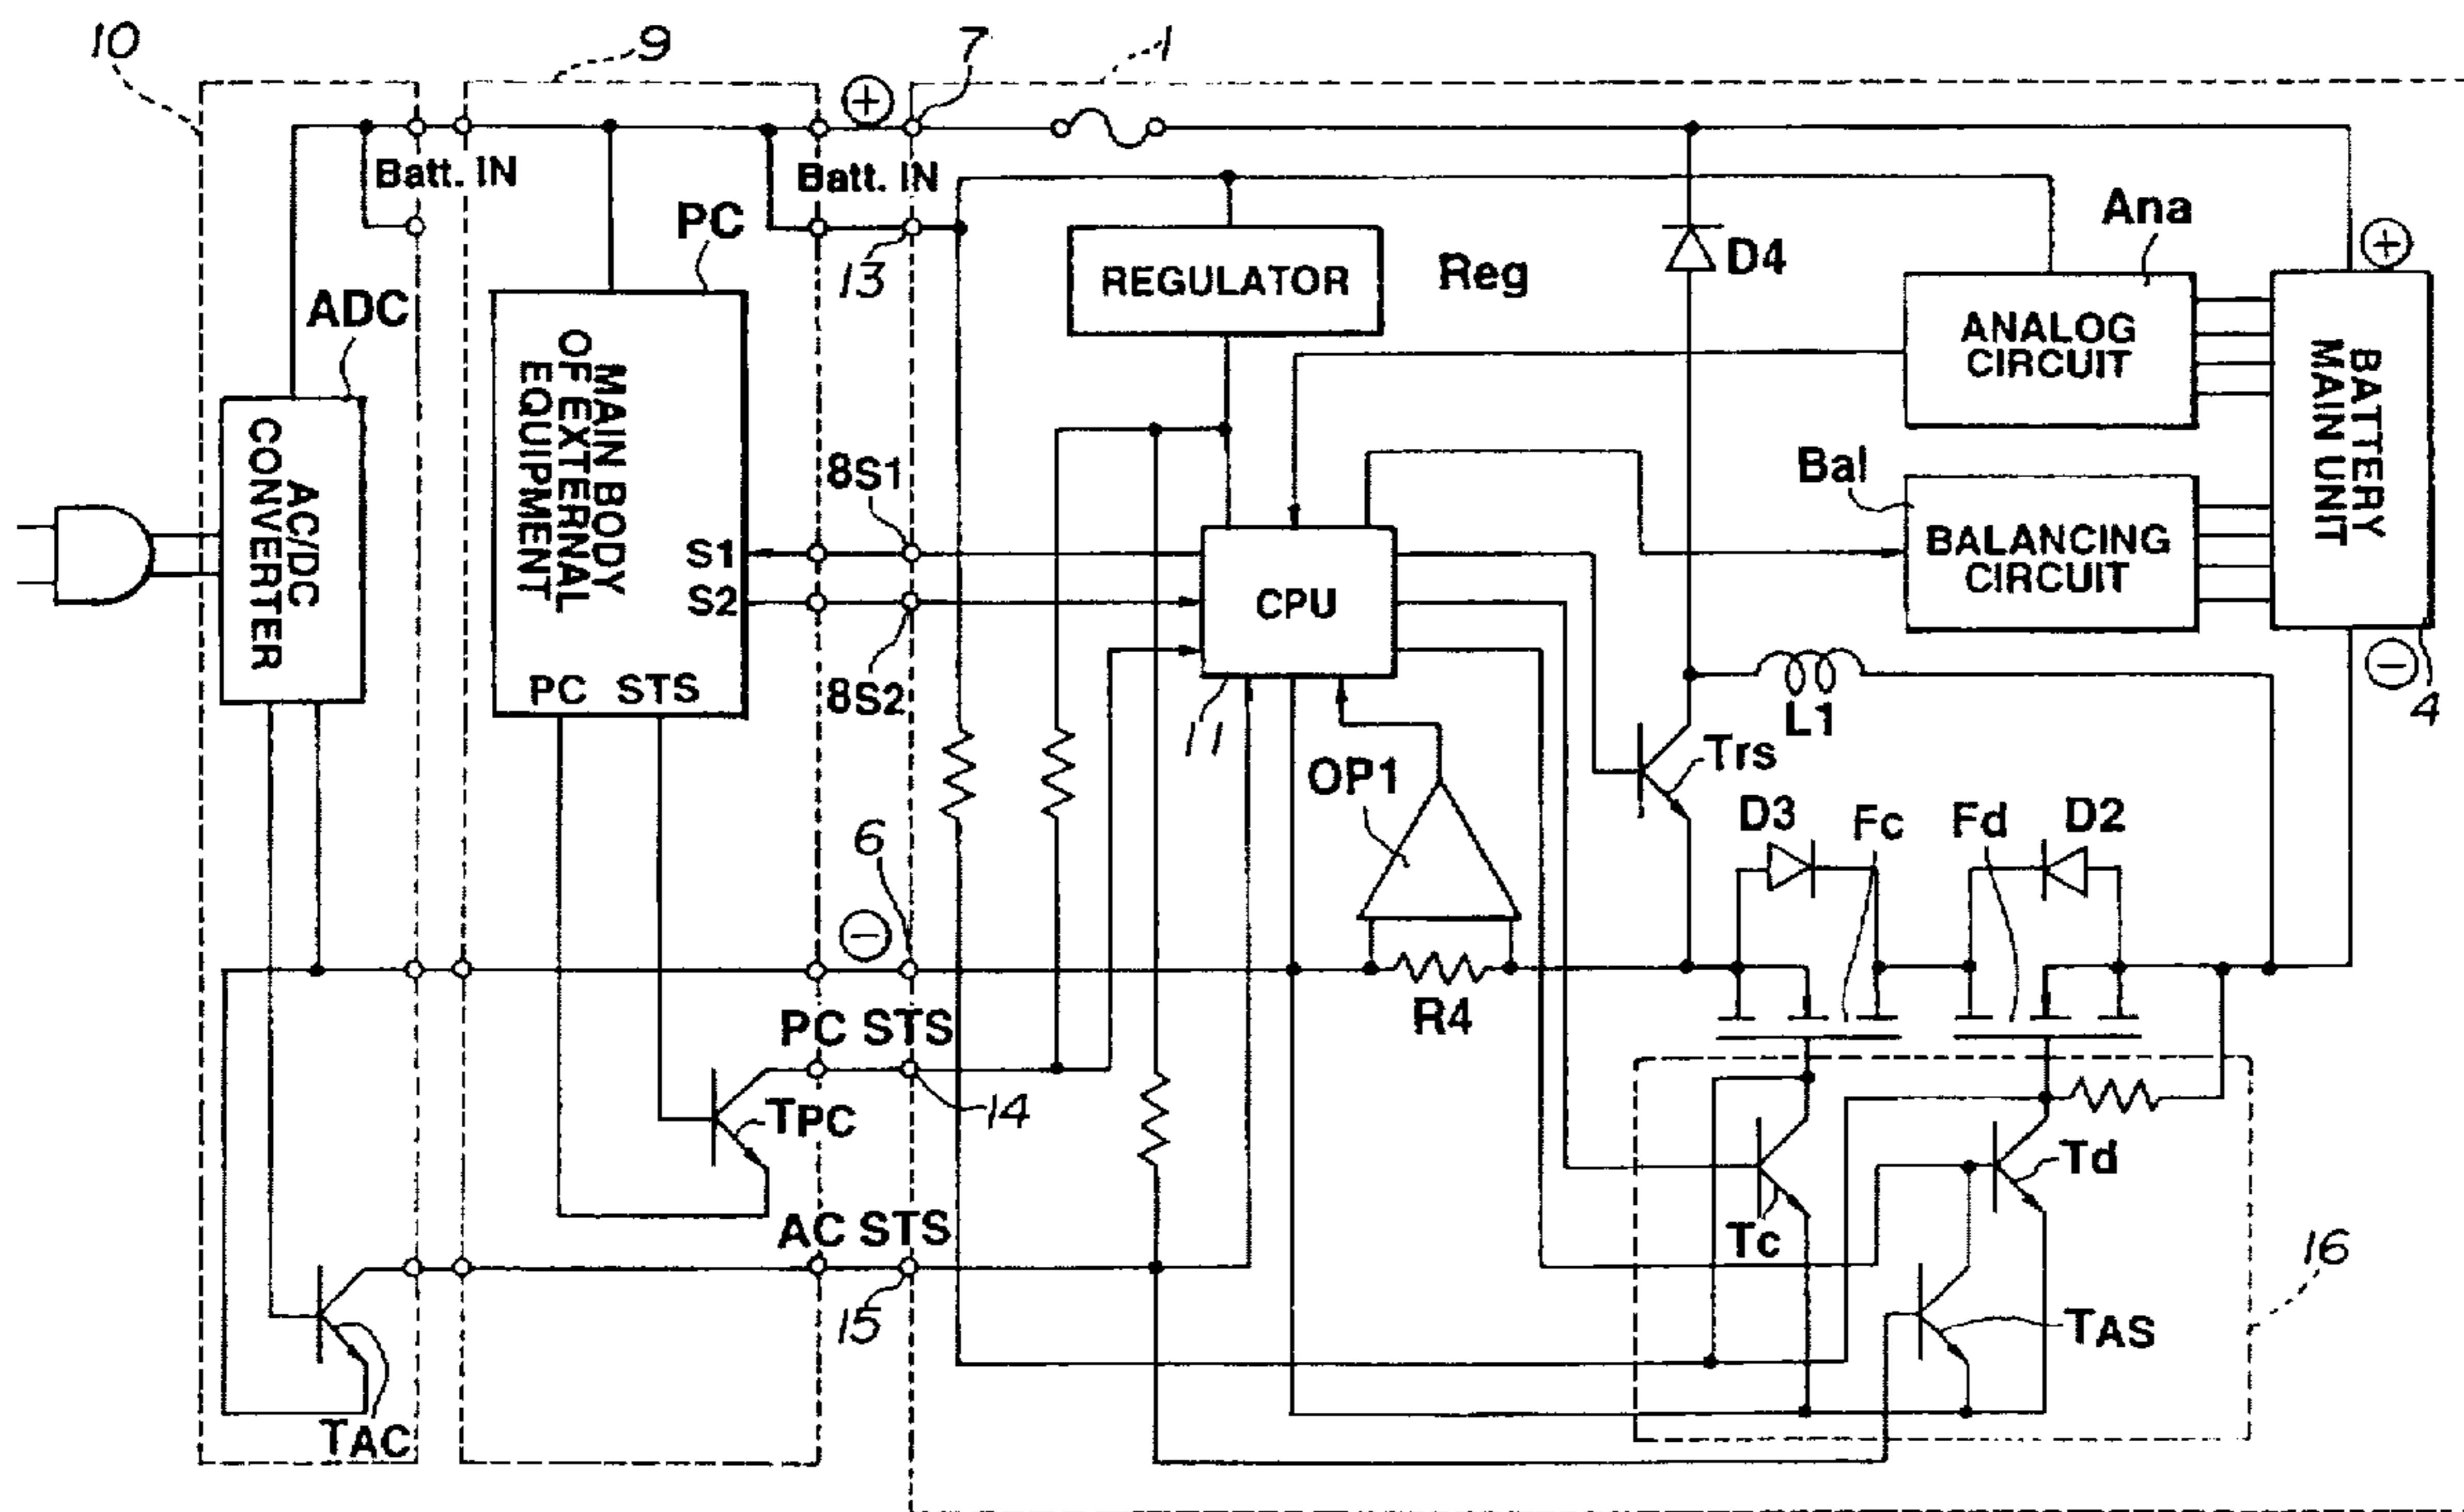 10
9
7
1
+
Batt. IN
Batt. IN
PC
Ana
+
13
REGULATOR
Reg
D4
ADC
ANALOG
CIRCUIT
BATTERY
MAIN UNIT
MAIN BODY
OF EXTERNAL
EQUIPMENT
AC/DC
CONVERTER
8S1
Bal
S1
BALANCING
CIRCUIT
S2
CPU
PC STS
8S2
−
4
11
L1
Trs
OP1
6
D3
Fc
Fd
D2
−
R4
PC STS
14
TPC
Td
Tc
AC STS
16
15
TAS
TAC